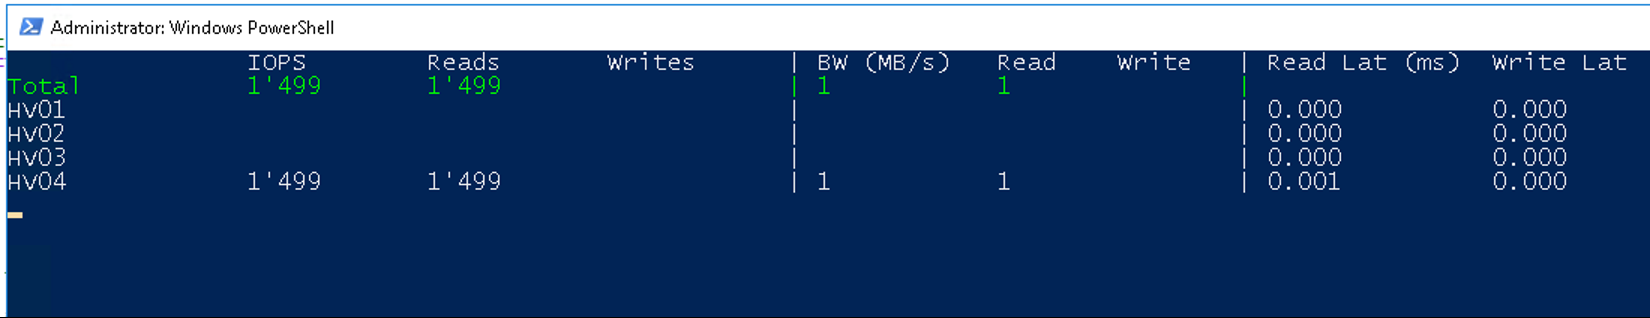 Administrator: Windows PowerShell
IOPS Reads Writes | BW (MB/s) Read Write | Read Lat (ms) Write Lat
Total 1'499 1'499 | 1 1 |
HV01 | | 0.000 0.000
HV02 | | 0.000 0.000
HV03 | | 0.000 0.000
HV04 1'499 1'499 | 1 1 | 0.001 0.000